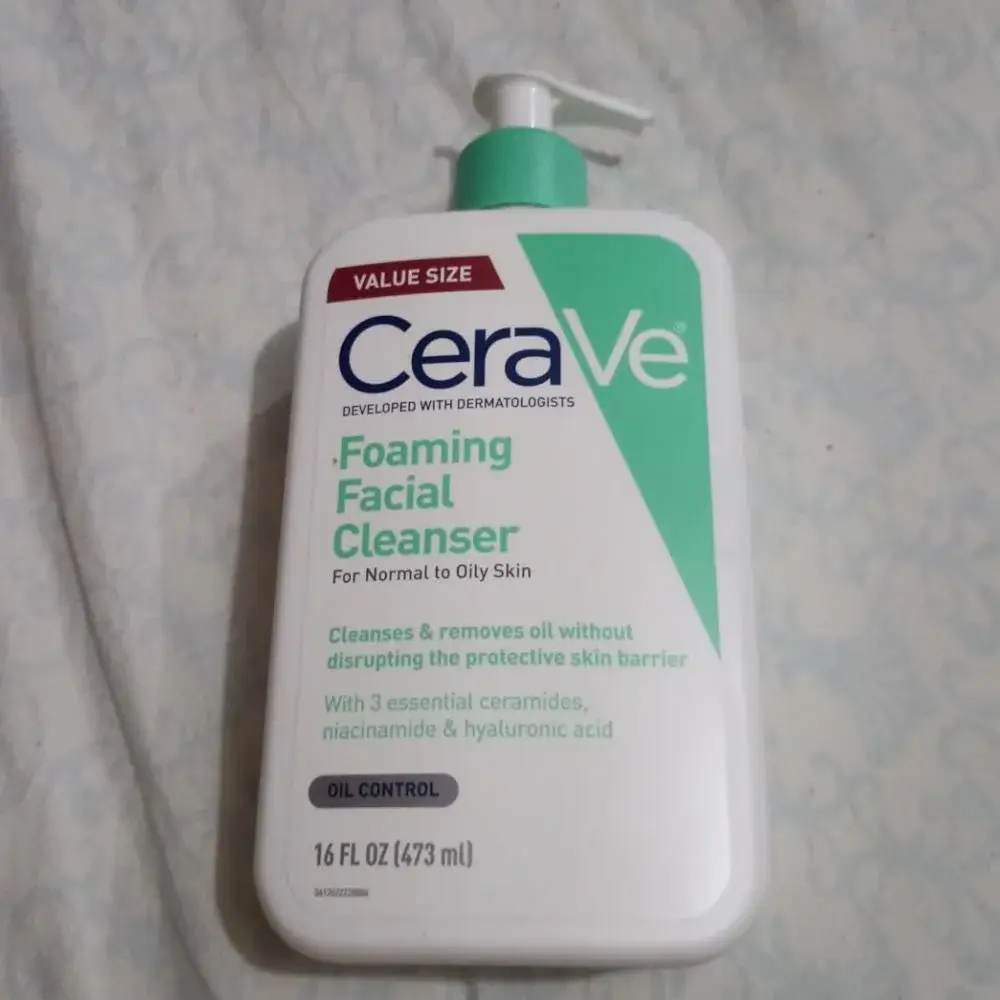 VALUE SIZE
CeraVe®
DEVELOPED WITH DERMATOLOGISTS
Foaming
Facial
Cleanser
For Normal to Oily Skin
Cleanses & removes oil without
disrupting the protective skin barrier
With 3 essential ceramides,
niacinamide & hyaluronic acid
OIL CONTROL
16 FL OZ (473 ml)